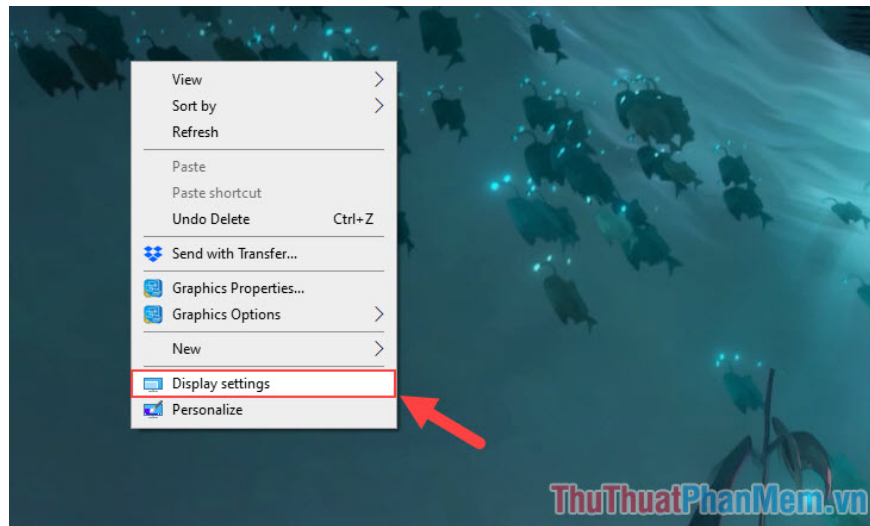 View
Sort by
Refresh
Paste
Paste shortcut
Undo Delete Ctrl+Z
Send with Transfer...
Graphics Properties...
Graphics Options
New
Display settings
Personalize
ThuThuatPhanMem.vn